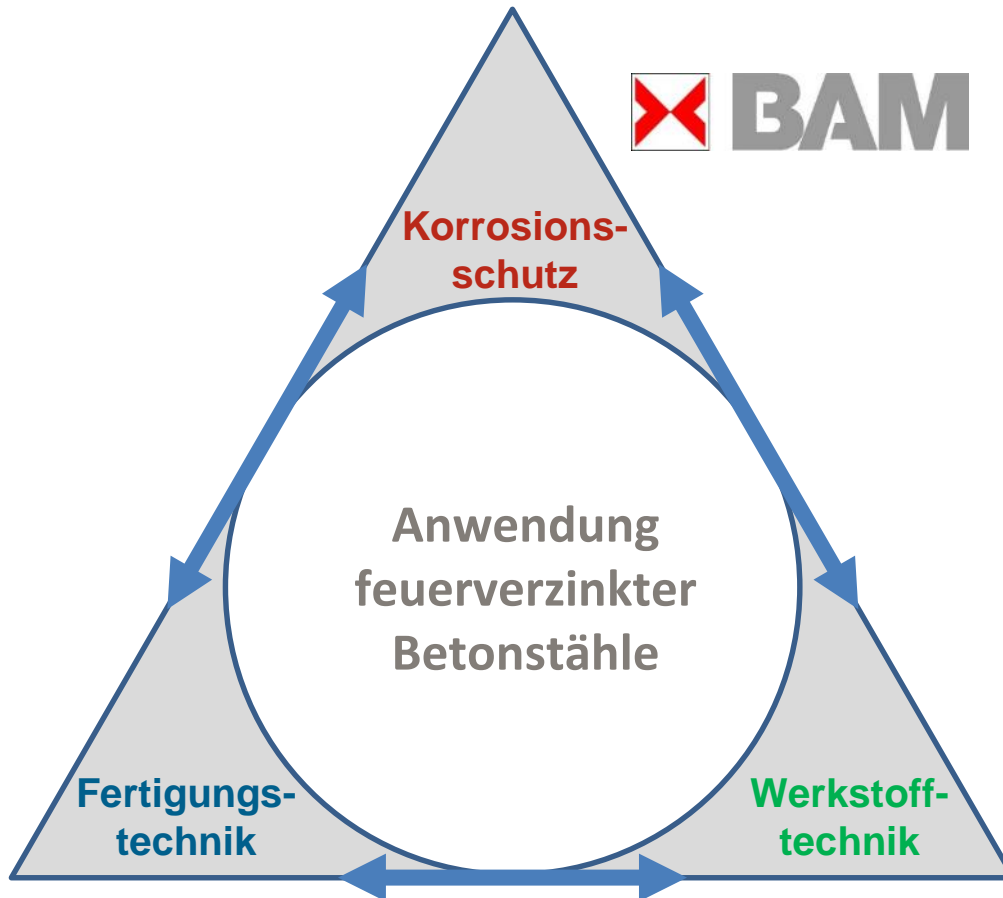 BAM
Korrosions-
schutz
Anwendung
feuerverzinkter
Betonstähle
Fertigungs-
technik
Werkstoff-
technik